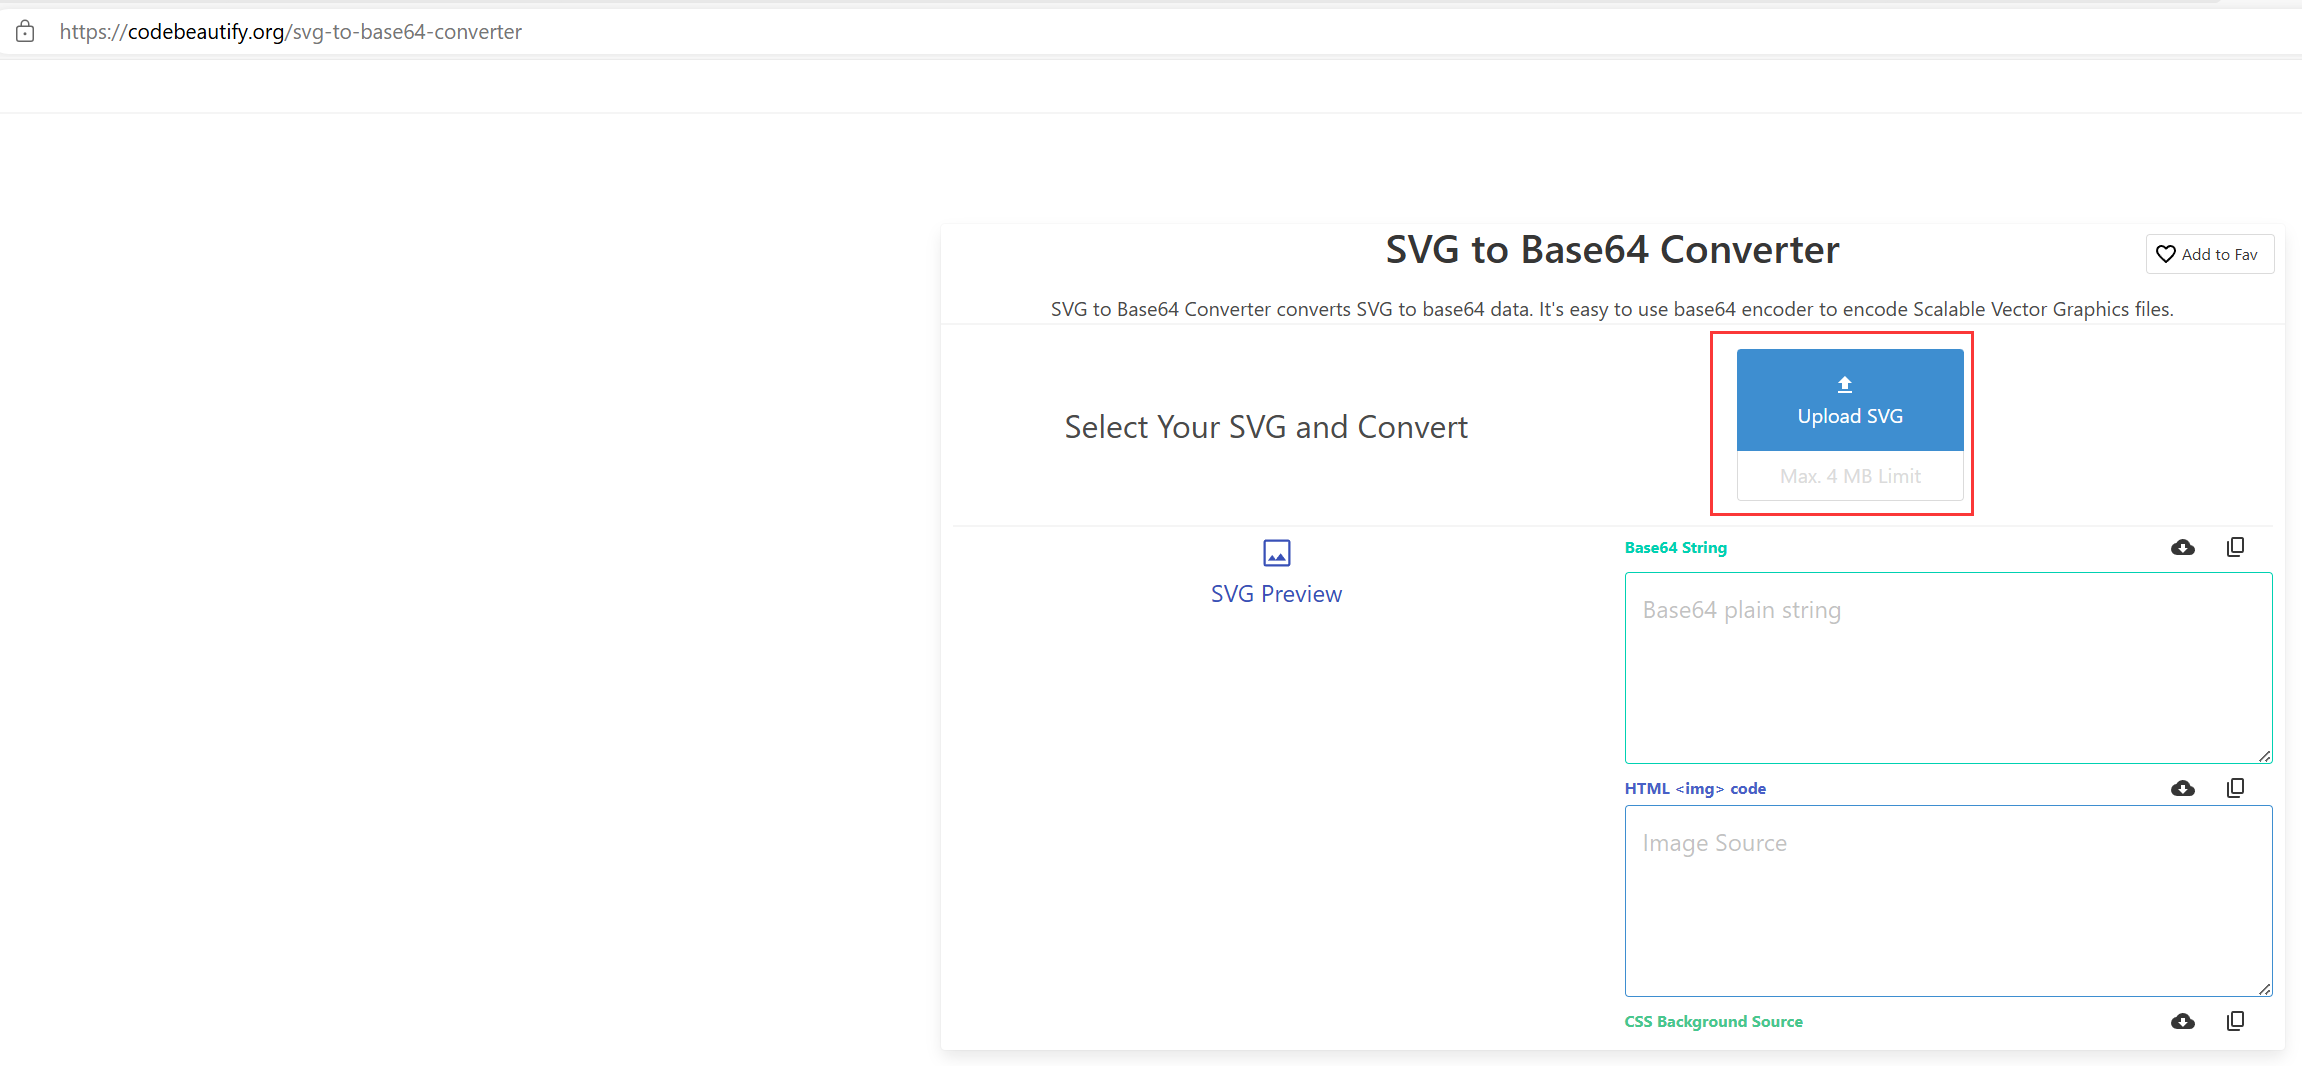 https://codebeautify.org/svg-to-base64-converter
SVG to Base64 Converter
Add to Fav
SVG to Base64 Converter converts SVG to base64 data. It's easy to use base64 encoder to encode Scalable Vector Graphics files.
Select Your SVG and Convert
Upload SVG
Max. 4 MB Limit
SVG Preview
Base64 String
Base64 plain string
HTML <img> code
Image Source
CSS Background Source